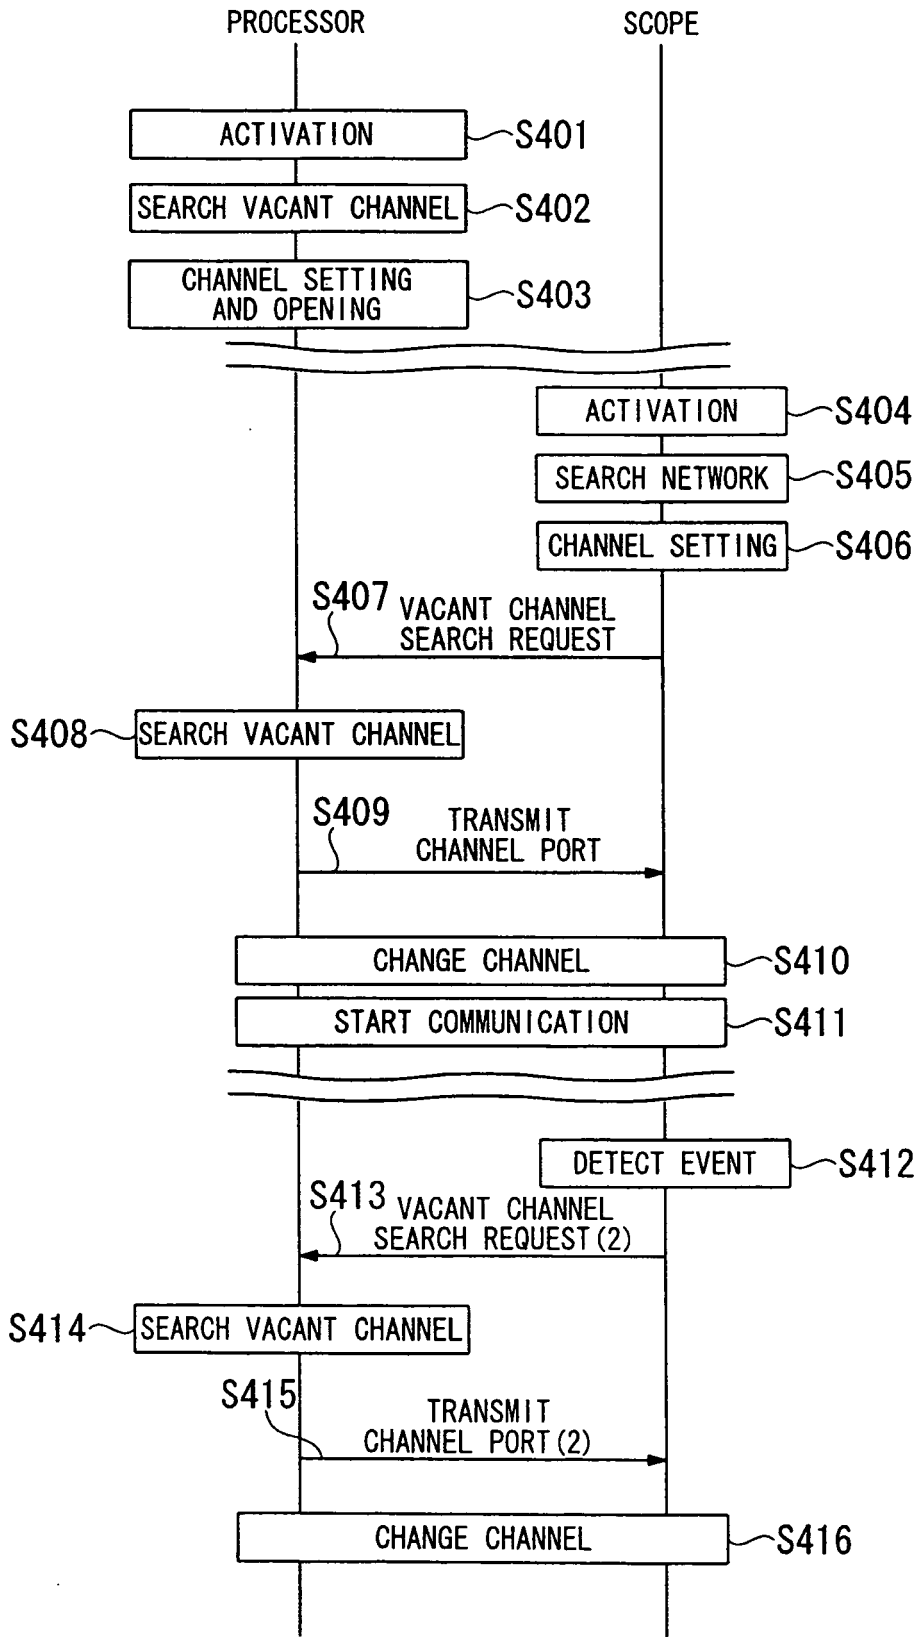 PROCESSOR
SCOPE
ACTIVATION
S401
SEARCH VACANT CHANNEL
S402
CHANNEL SETTING
AND OPENING
S403
ACTIVATION
S404
SEARCH NETWORK
S405
CHANNEL SETTING
S406
S407
VACANT CHANNEL
SEARCH REQUEST
S408
SEARCH VACANT CHANNEL
S409
TRANSMIT
CHANNEL PORT
CHANGE CHANNEL
S410
START COMMUNICATION
S411
DETECT EVENT
S412
S413
VACANT CHANNEL
SEARCH REQUEST(2)
S414
SEARCH VACANT CHANNEL
S415
TRANSMIT
CHANNEL PORT(2)
CHANGE CHANNEL
S416